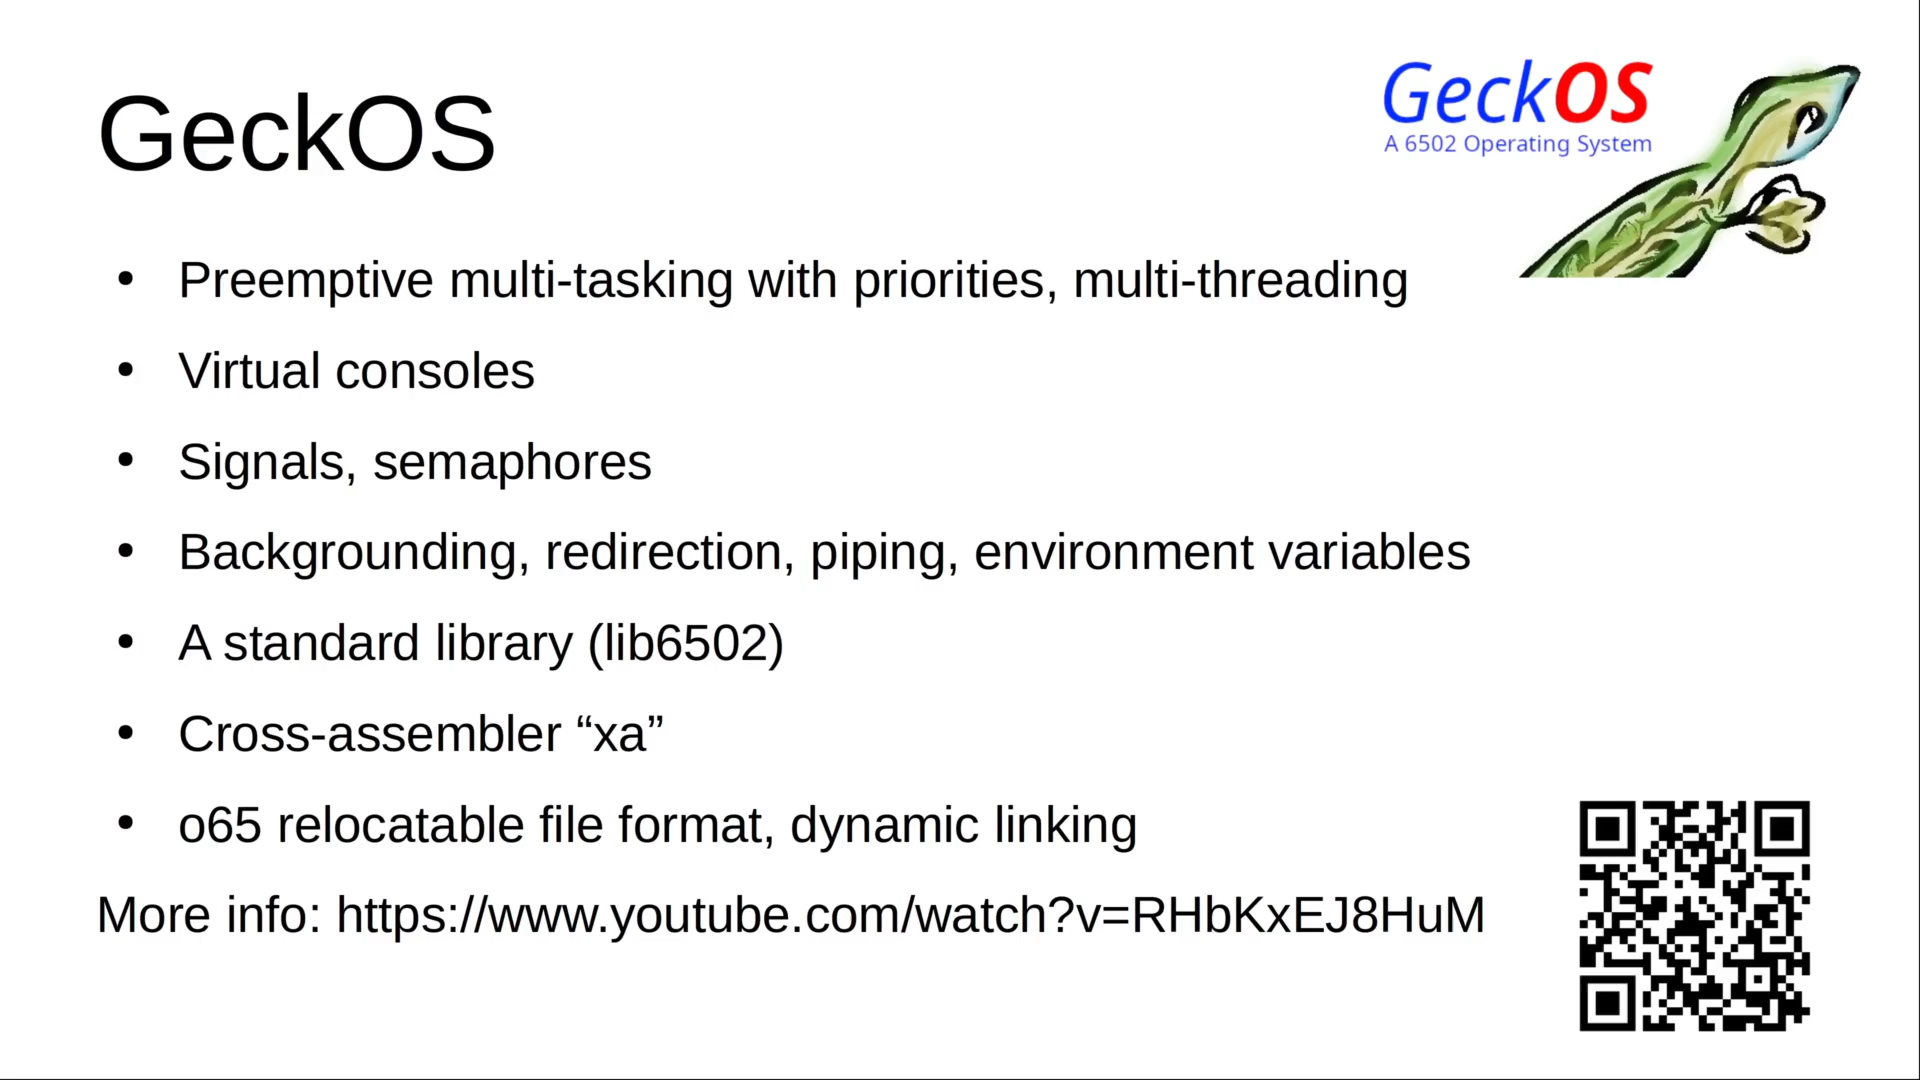 GeckOS
GeckOS
A 6502 Operating System
• Preemptive multi-tasking with priorities, multi-threading
• Virtual consoles
• Signals, semaphores
• Backgrounding, redirection, piping, environment variables
• A standard library (lib6502)
• Cross-assembler “xa”
• o65 relocatable file format, dynamic linking
More info: https://www.youtube.com/watch?v=RHbKxEJ8HuM